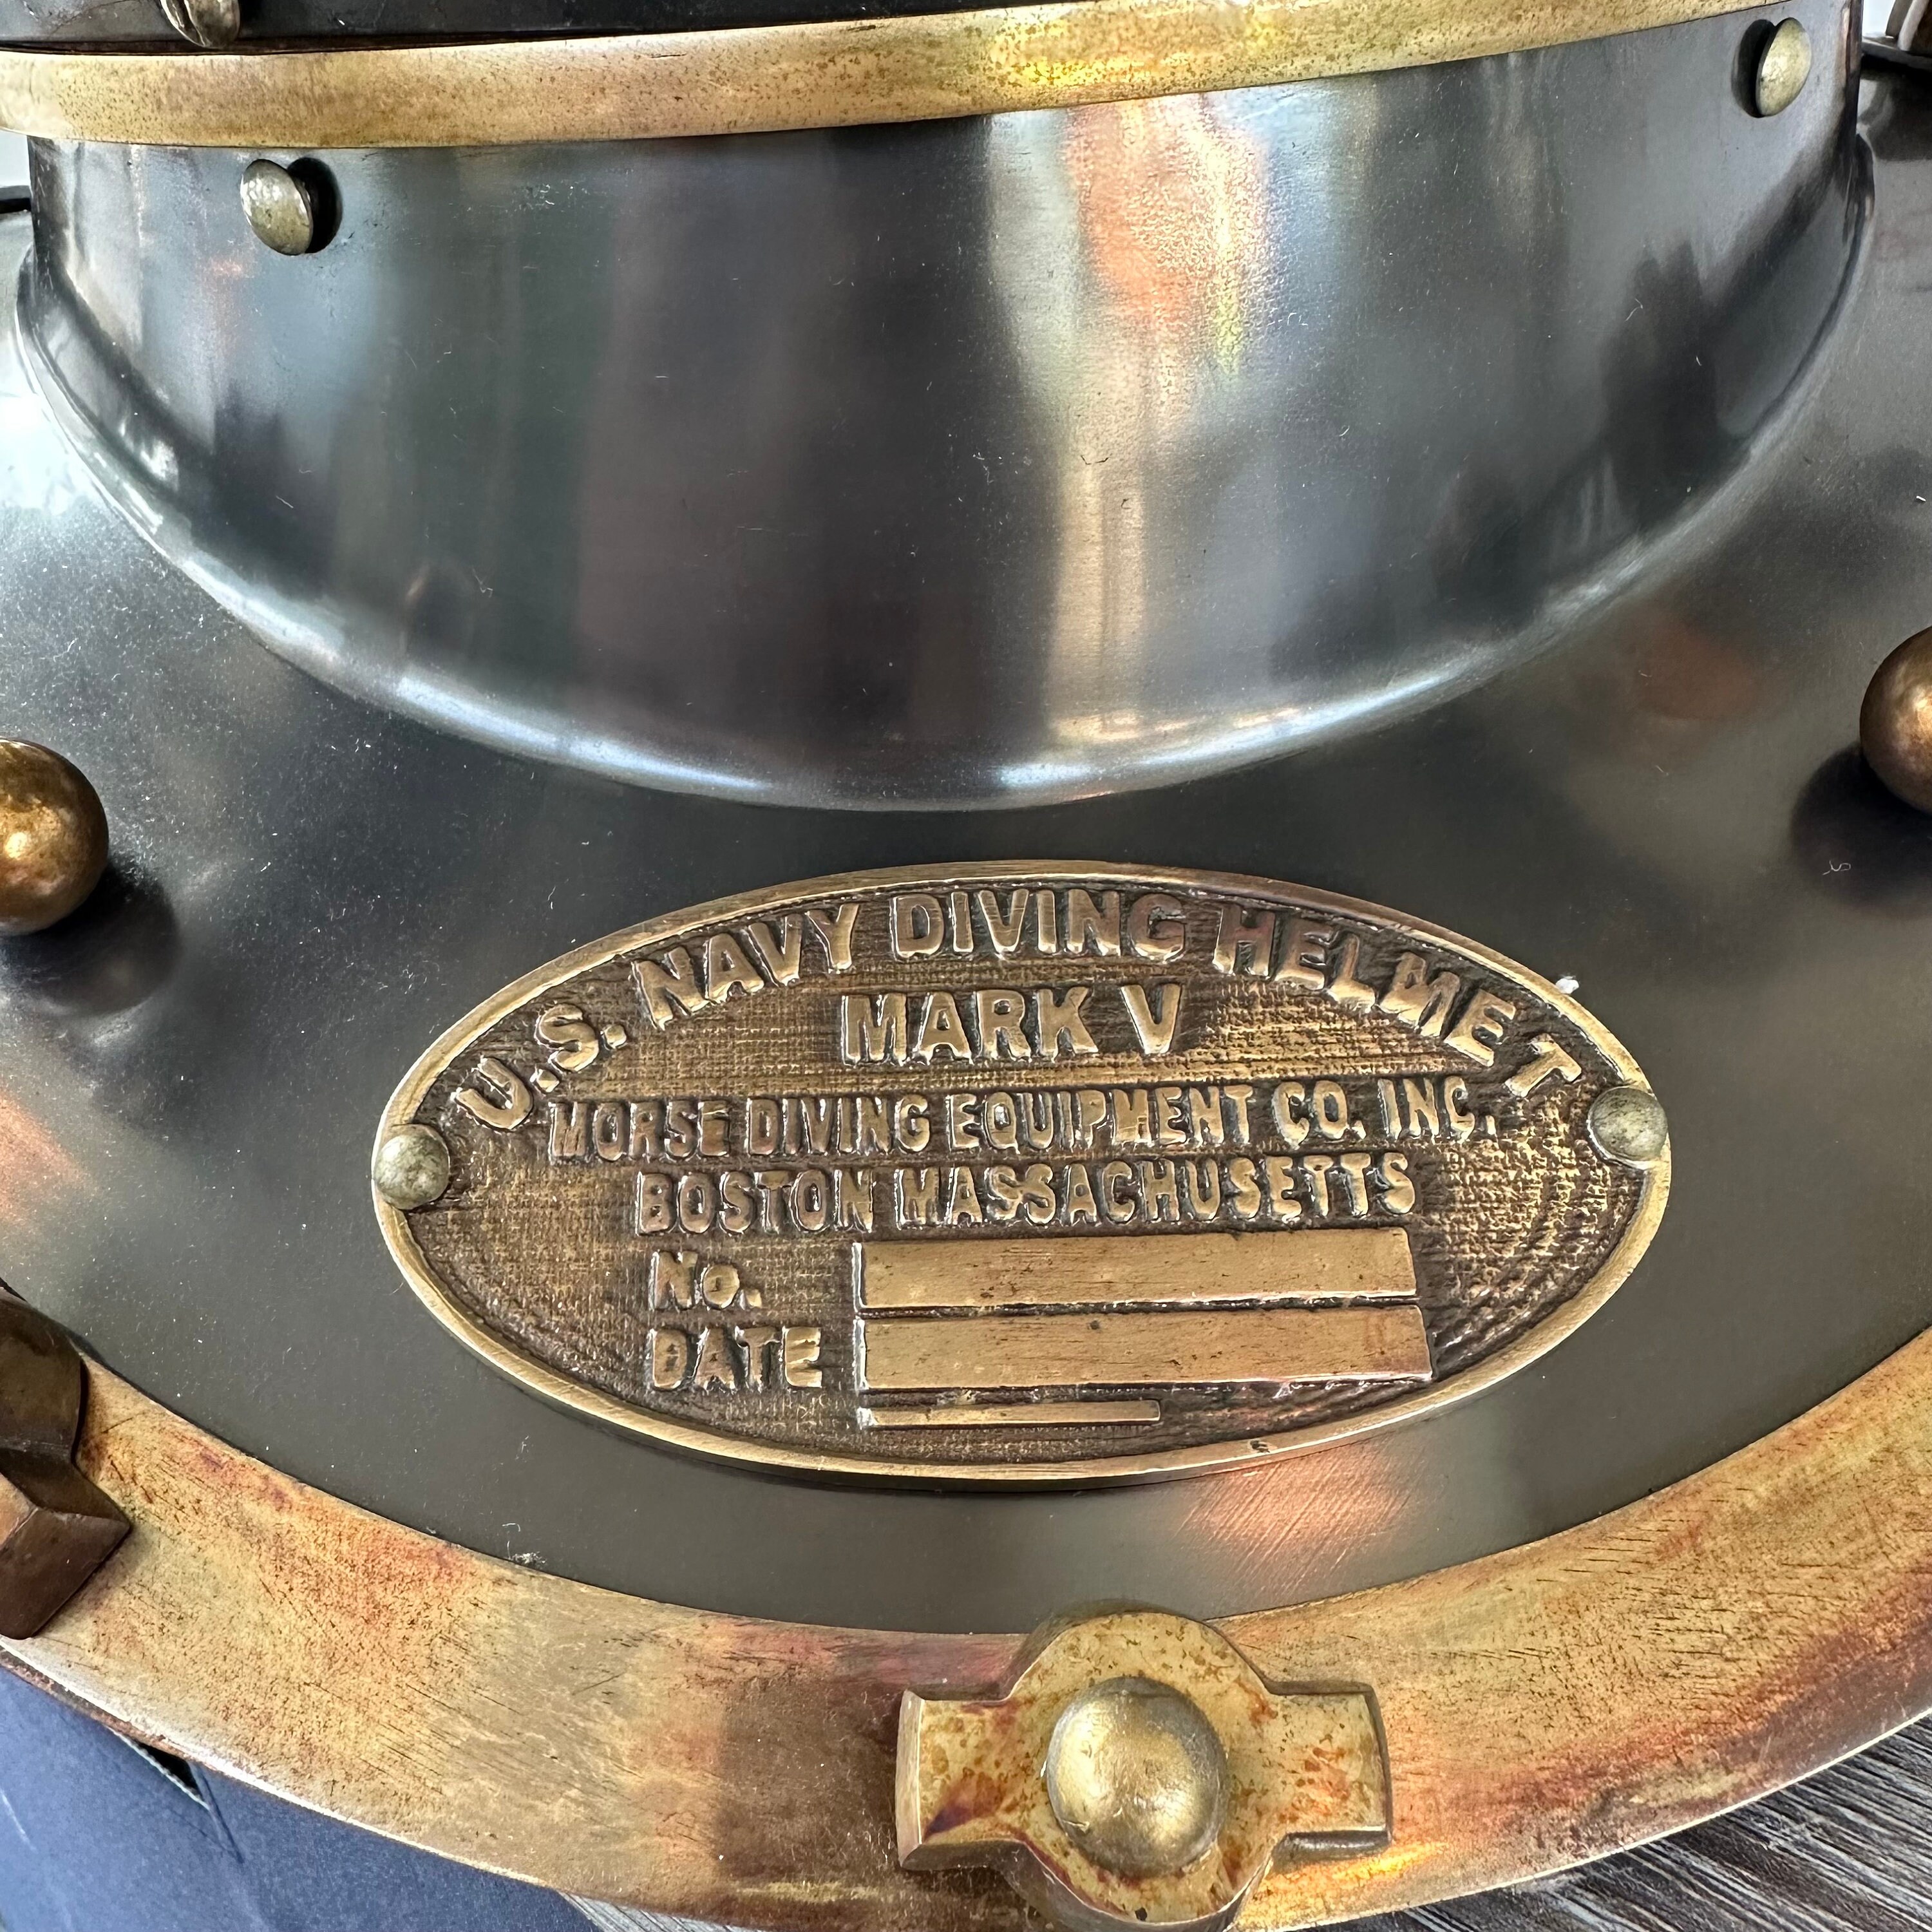 U.S. NAVY DIVING HELMET
MARK V
MORSE DIVING EQUIPMENT CO. INC.
BOSTON MASSACHUSETTS
No.
DATE